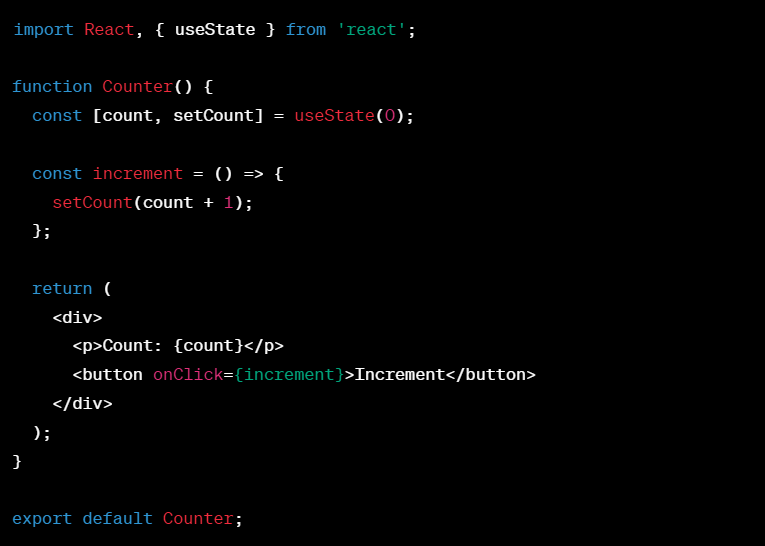 import React, { useState } from 'react';

function Counter() {
  const [count, setCount] = useState(0);

  const increment = () => {
    setCount(count + 1);
  };

  return (
    <div>
      <p>Count: {count}</p>
      <button onClick={increment}>Increment</button>
    </div>
  );
}

export default Counter;